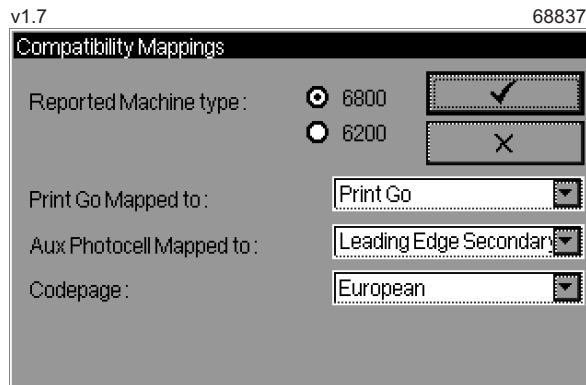 v1.7 68837
Compatibility Mappings
Reported Machine type : 6800
6200
Print Go Mapped to : Print Go
Aux Photocell Mapped to : Leading Edge Secondary
Codepage : European